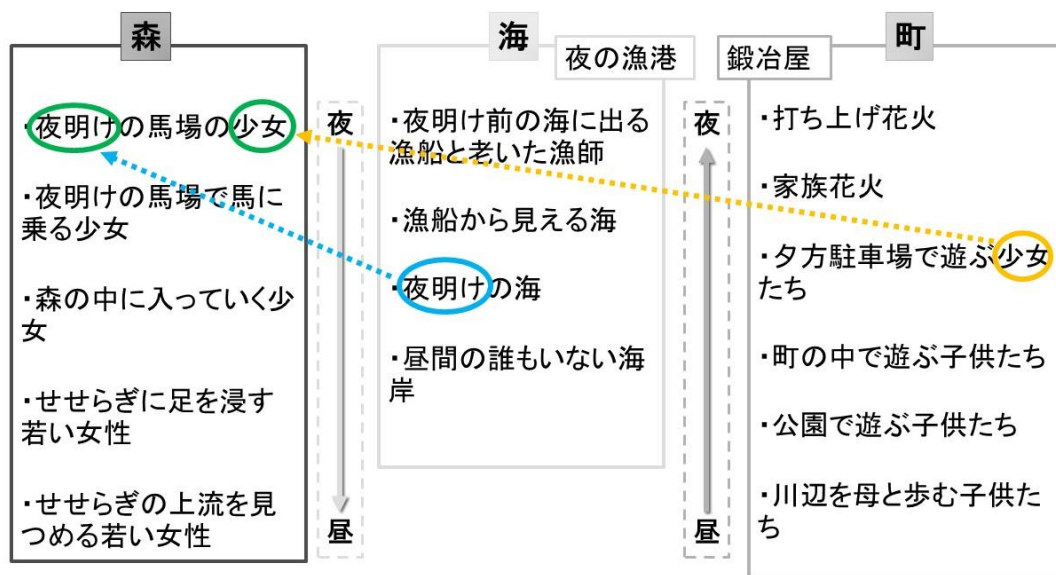 森
・夜明けの馬場の少女
・夜明けの馬場で馬に
乗る少女
・森の中に入っていく少
女
・せせらぎに足を浸す
若い女性
・せせらぎの上流を見
つめる若い女性
夜
昼
海
夜の漁港
・夜明け前の海に出る
漁船と老いた漁師
・漁船から見える海
・夜明けの海
・昼間の誰もいない海
岸
夜
昼
町
鍛冶屋
・打ち上げ花火
・家族花火
・夕方駐車場で遊ぶ少女
たち
・町の中で遊ぶ子供たち
・公園で遊ぶ子供たち
・川辺を母と歩む子供た
ち